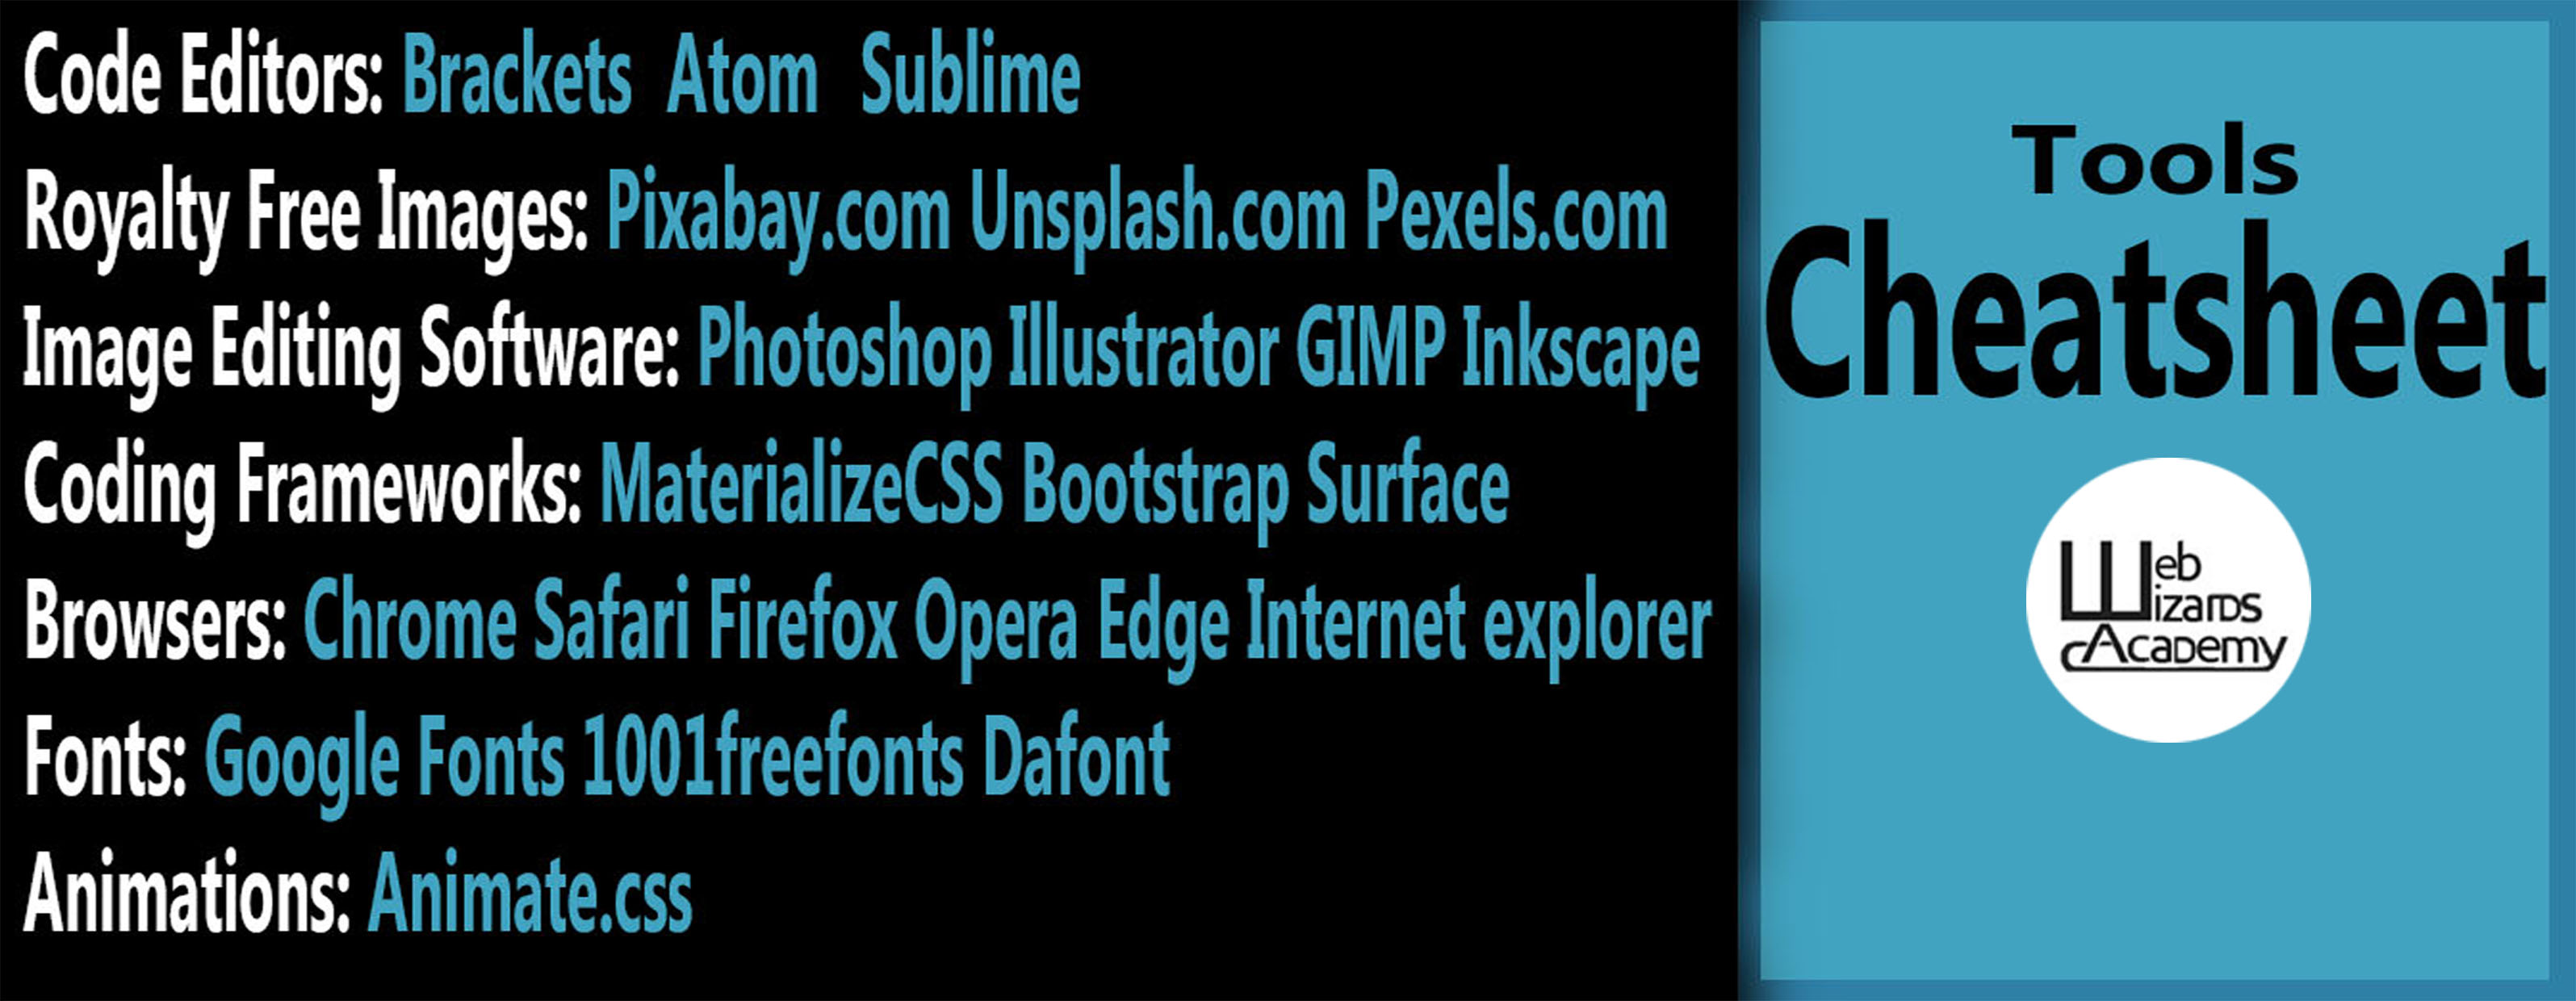 Code Editors: Brackets Atom Sublime
Royalty Free Images: Pixabay.com Unsplash.com Pexels.com
Image Editing Software: Photoshop Illustrator GIMP Inkscape
Coding Frameworks: MaterializeCSS Bootstrap Surface
Browsers: Chrome Safari Firefox Opera Edge Internet explorer
Fonts: Google Fonts 1001freefonts Dafont
Animations: Animate.css
Tools
Cheatsheet
Web
Wizards
Academy